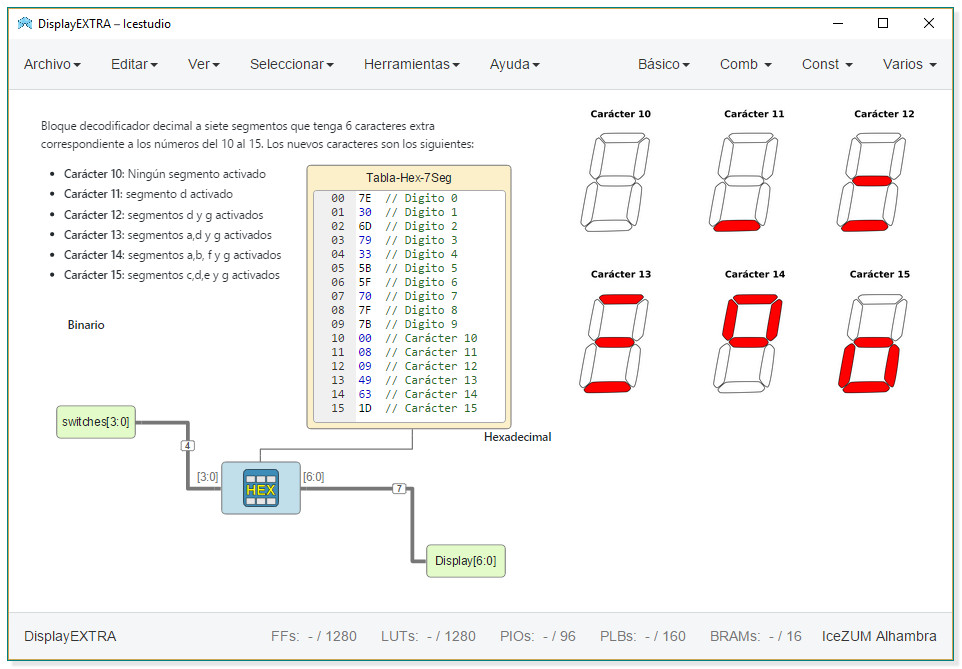 DisplayEXTRA – Icestudio
Archivo Editar Ver Seleccionar Herramientas Ayuda Básico Comb Const Varios
Bloque decodificador decimal a siete segmentos que tenga 6 caracteres extra
correspondiente a los números del 10 al 15. Los nuevos caracteres son los siguientes:
• Carácter 10: Ningún segmento activado
• Carácter 11: segmento d activado
• Carácter 12: segmentos d y g activados
• Carácter 13: segmentos a,d y g activados
• Carácter 14: segmentos a,b, f y g activados
• Carácter 15: segmentos c,d,e y g activados
Tabla-Hex-7Seg
00 7E // Digito 0
01 30 // Digito 1
02 6D // Digito 2
03 79 // Digito 3
04 33 // Digito 4
05 5B // Digito 5
06 5F // Digito 6
07 70 // Digito 7
08 7F // Digito 8
09 7B // Digito 9
10 00 // Carácter 10
11 08 // Carácter 11
12 09 // Carácter 12
13 49 // Carácter 13
14 63 // Carácter 14
15 1D // Carácter 15
Carácter 10 Carácter 11 Carácter 12
Carácter 13 Carácter 14 Carácter 15
Binario
switches[3:0]
4
[3:0]
HEX
[6:0]
7
Hexadecimal
Display[6:0]
DisplayEXTRA FFs: - / 1280 LUTs: - / 1280 PIOs: - / 96 PLBs: - / 160 BRAMs: - / 16 IceZUM Alhambra